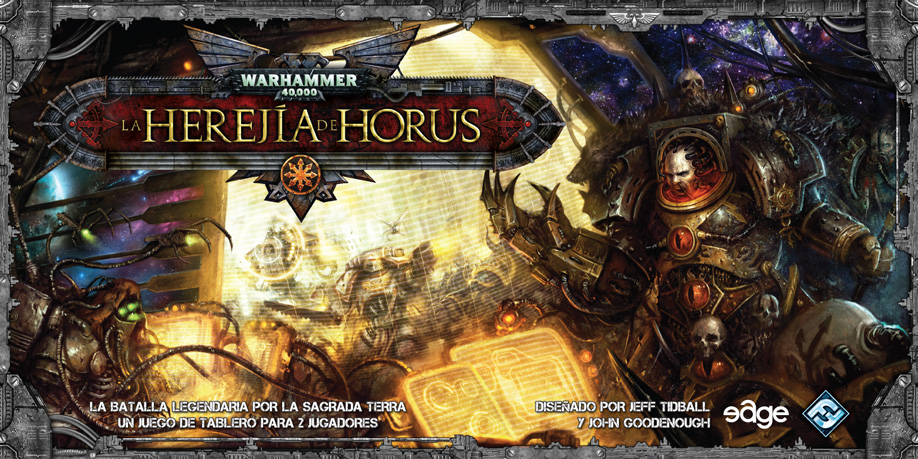 WARHAMMER
40,000
LA HEREJÍA DE HORUS
LA BATALLA LEGENDARIA POR LA SAGRADA TERRA
UN JUEGO DE TABLERO PARA 2 JUGADORES
DISEÑADO POR JEFF TIDBALL
Y JOHN GOODENOUGH
edge